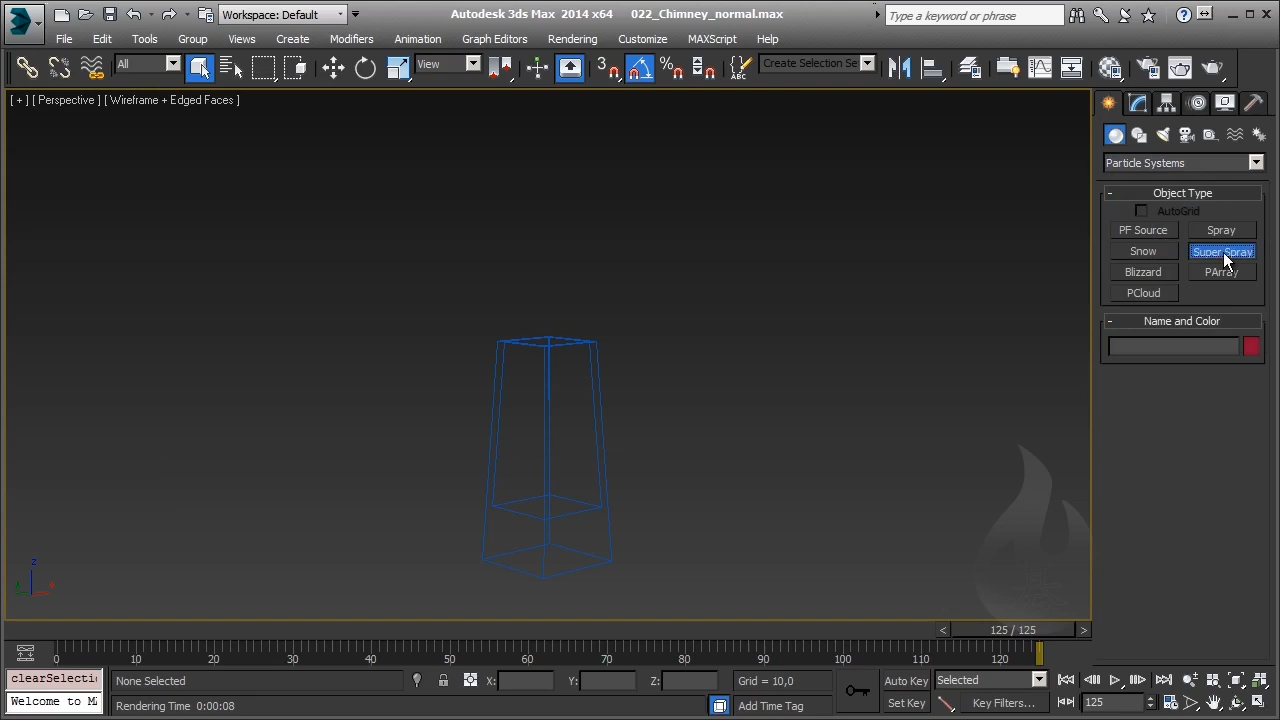 Workspace: Default
Autodesk 3ds Max 2014 x64 022_Chimney_normal.max
Type a keyword or phrase
File Edit Tools Group Views Create Modifiers Animation Graph Editors Rendering Customize MAXScript Help
All
View
3
Create Selection Se
[ + ] [ Perspective ] [ Wireframe + Edged Faces ]
Particle Systems
- Object Type
AutoGrid
PF Source Spray
Snow Super Spray
Blizzard PArray
PCloud
- Name and Color
z
x
< 125 / 125 >
0 10 20 30 40 50 60 70 80 90 100 110 120
clearSelecti
None Selected X: Y: Z: Grid = 10,0 Auto Key Selected
Welcome to M
Rendering Time 0:00:08 Add Time Tag Set Key Key Filters... 125